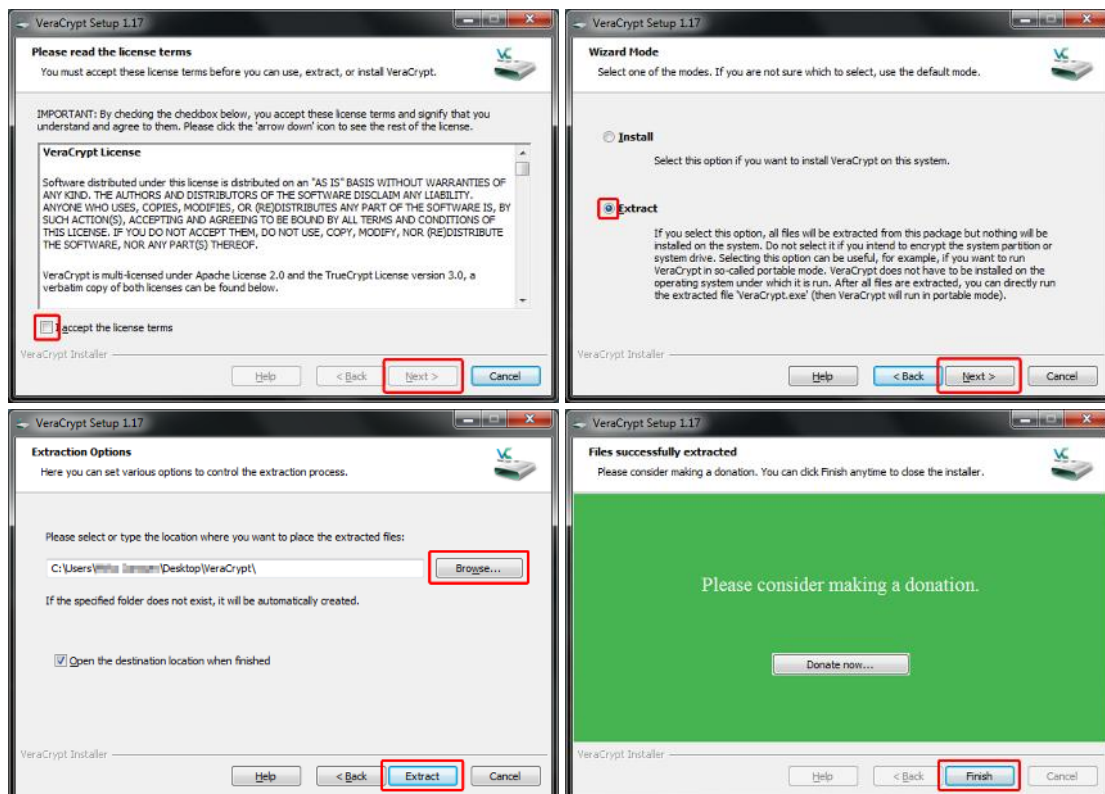 VeraCrypt Setup 1.17
Please read the license terms
You must accept these license terms before you can use, extract, or install VeraCrypt.
VC
IMPORTANT: By checking the checkbox below, you accept these license terms and signify that you
understand and agree to them. Please click the 'arrow down' icon to see the rest of the license.
VeraCrypt License
Software distributed under this license is distributed on an "AS IS" BASIS WITHOUT WARRANTIES OF
ANY KIND. THE AUTHORS AND DISTRIBUTORS OF THE SOFTWARE DISCLAIM ANY LIABILITY.
ANYONE WHO USES, COPIES, MODIFIES, OR (RE)DISTRIBUTES ANY PART OF THE SOFTWARE IS, BY
SUCH ACTION(S), ACCEPTING AND AGREEING TO BE BOUND BY ALL TERMS AND CONDITIONS OF
THIS LICENSE. IF YOU DO NOT ACCEPT THEM, DO NOT USE, COPY, MODIFY, NOR (RE)DISTRIBUTE
THE SOFTWARE, NOR ANY PART(S) THEREOF.
VeraCrypt is multi-licensed under Apache License 2.0 and the TrueCrypt License version 3.0, a
verbatim copy of both licenses can be found below.
I accept the license terms
VeraCrypt Installer
Help < Back Next > Cancel
VeraCrypt Setup 1.17
Wizard Mode
Select one of the modes. If you are not sure which to select, use the default mode.
VC
Install
Select this option if you want to install VeraCrypt on this system.
Extract
If you select this option, all files will be extracted from this package but nothing will be
installed on the system. Do not select it if you intend to encrypt the system partition or
system drive. Selecting this option can be useful, for example, if you want to run
VeraCrypt in so-called portable mode. VeraCrypt does not have to be installed on the
operating system under which it is run. After all files are extracted, you can directly run
the extracted file 'VeraCrypt.exe' (then VeraCrypt will run in portable mode).
VeraCrypt Installer
Help < Back Next > Cancel
VeraCrypt Setup 1.17
Extraction Options
Here you can set various options to control the extraction process.
VC
Please select or type the location where you want to place the extracted files:
C:\Users\ \Desktop\VeraCrypt\ Browse...
If the specified folder does not exist, it will be automatically created.
Open the destination location when finished
VeraCrypt Installer
Help < Back Extract Cancel
VeraCrypt Setup 1.17
Files successfully extracted
Please consider making a donation. You can click Finish anytime to close the installer.
VC
Please consider making a donation.
Donate now...
VeraCrypt Installer
Help < Back Finish Cancel